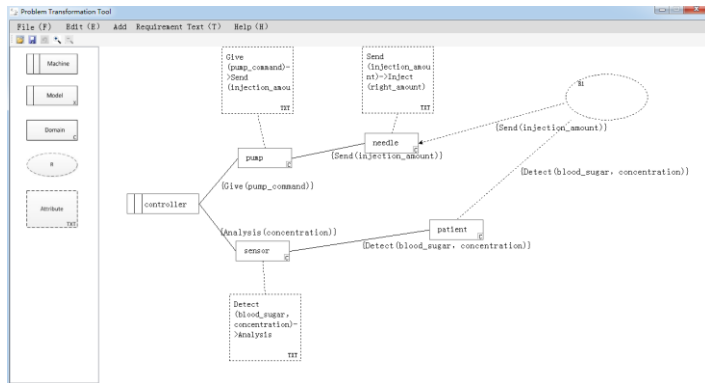 Problem Transformation Tool
File (F) Edit (E) Add Requirement Text (T) Help (H)
Machine
Model
Domain
C
R
Attribute
TXT
Give
(pump_command)-
>Send
(injection_amou
TXT
Send
(injection_amou
nt)->Inject
(right_amount)
TXT
R1
{Send(injection_amount)}
needle
C
{Send(injection_amount)}
pump
C
{Detect(blood_sugar, concentration)}
{Give(pump_command)}
controller
{Analysis(concentration)}
patient
C
sensor
C
{Detect(blood_sugar, concentration)}
Detect
(blood_sugar,
concentration)-
>Analysis
TXT